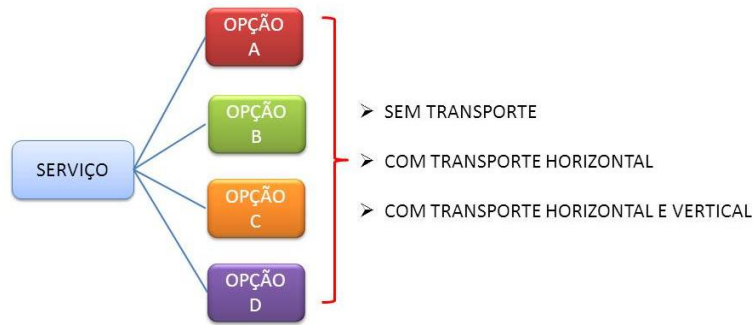 OPÇÃO
A
OPÇÃO
B
SERVIÇO
OPÇÃO
C
OPÇÃO
D
➢ SEM TRANSPORTE
➢ COM TRANSPORTE HORIZONTAL
➢ COM TRANSPORTE HORIZONTAL E VERTICAL